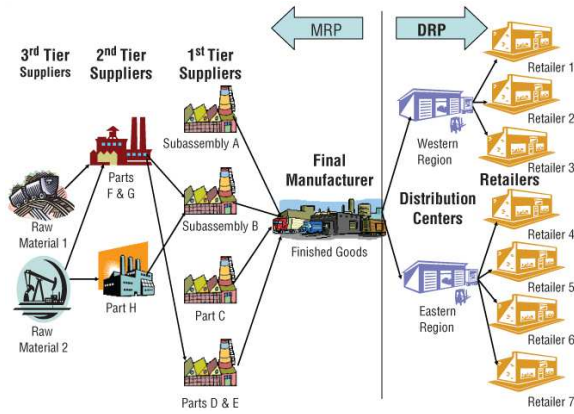 MRP
DRP
3rd Tier
Suppliers
2nd Tier
Suppliers
1st Tier
Suppliers
Retailer 1
Subassembly A
Retailer 2
Western
Region
Parts
F & G
Final
Manufacturer
Retailer 3
Retailers
Distribution
Centers
Raw
Material 1
Subassembly B
Finished Goods
Retailer 4
Eastern
Region
Retailer 5
Part H
Part C
Raw
Material 2
Retailer 6
Parts D & E
Retailer 7